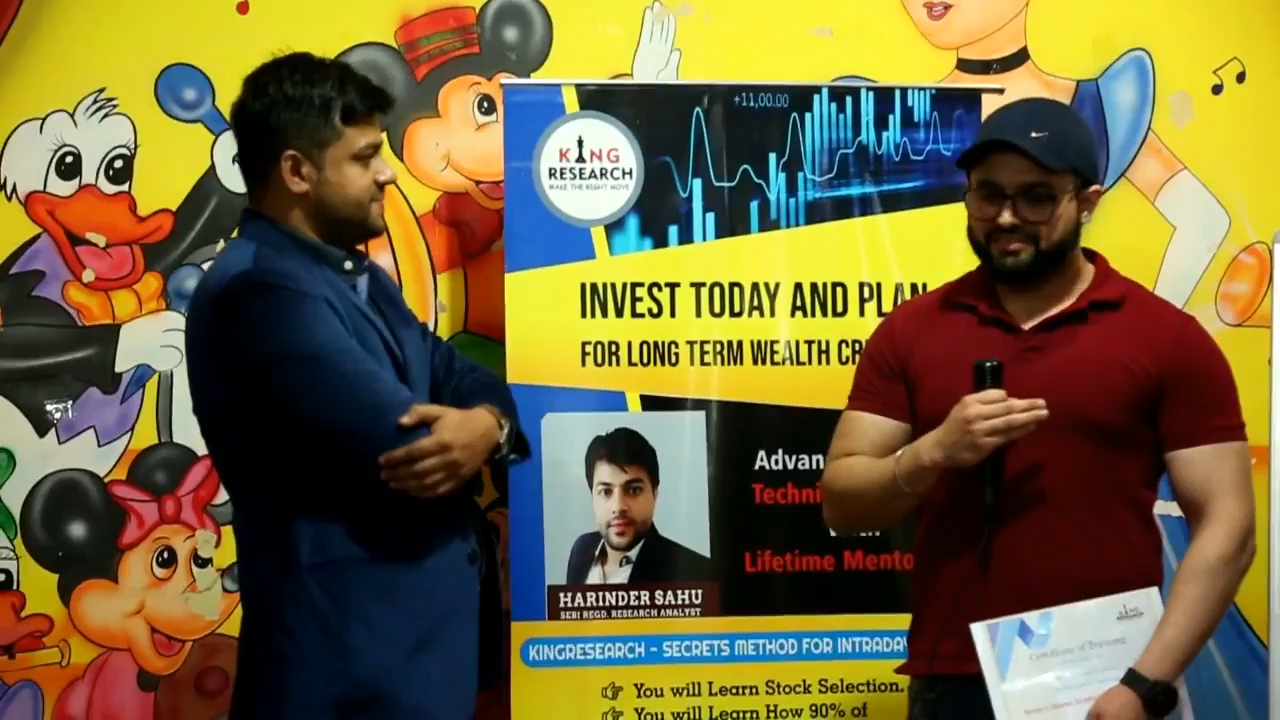 +11,00.00
KING
RESEARCH
MAKE THE RIGHT MOVE
INVEST TODAY AND PLAN
FOR LONG TERM WEALTH CR
Advan
Techni
Lifetime Mento
HARINDER SAHU
SEBI REGD. RESEARCH ANALYST
KINGRESEARCH - SECRETS METHOD FOR INTRADAY
You will Learn Stock Selection.
You will Learn How 90% of
KING
RESEARCH
Certificate of Training